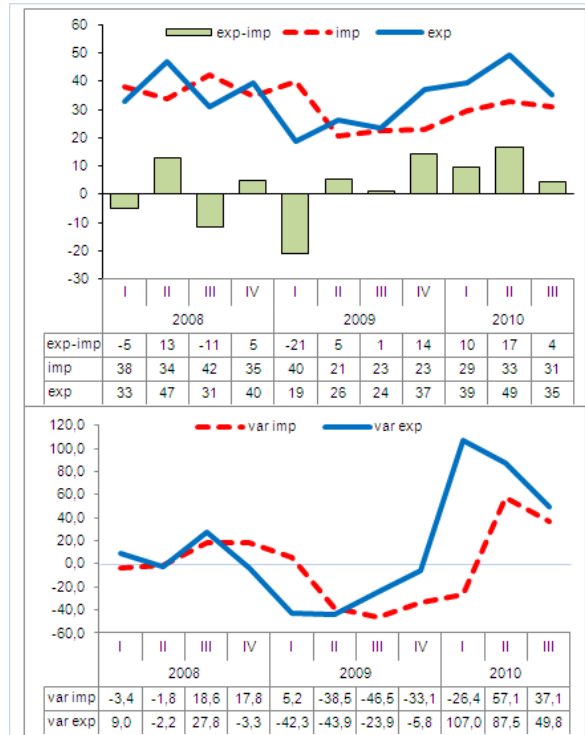 60
50
40
30
20
10
0
-10
-20
-30
exp-imp imp exp
I II III IV I II III IV I II III
2008 2009 2010
exp-imp -5 13 -11 5 -21 5 1 14 10 17 4
imp 38 34 42 35 40 21 23 23 29 33 31
exp 33 47 31 40 19 26 24 37 39 49 35
120,0
100,0
80,0
60,0
40,0
20,0
0,0
-20,0
-40,0
-60,0
var imp var exp
I II III IV I II III IV I II III
2008 2009 2010
var imp -3,4 -1,8 18,6 17,8 5,2 -38,5 -46,5 -33,1 -26,4 57,1 37,1
var exp 9,0 -2,2 27,8 -3,3 -42,3 -43,9 -23,9 -5,8 107,0 87,5 49,8